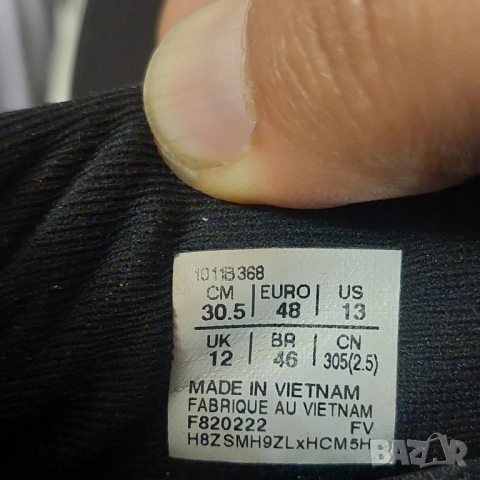 1011B368
CM | EURO | US
30.5 | 48 | 13
UK | BR | CN
12 | 46 | 305(2.5)
MADE IN VIETNAM
FABRIQUE AU VIETNAM
F820222 FV
H8ZSMH9ZLxHCM5H
bazar